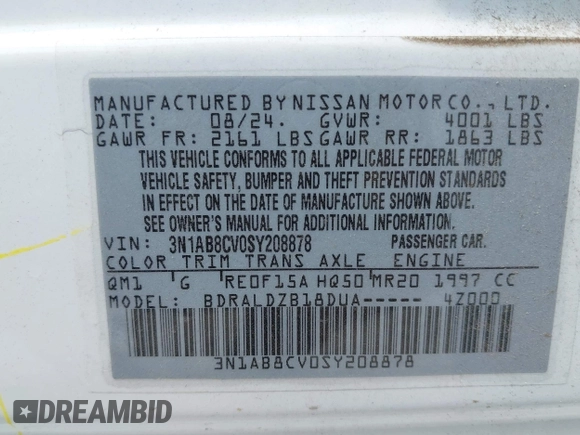 MANUFACTURED BY NISSAN MOTOR CO., LTD.
DATE: 08/24. GVWR: 4001 LBS
GAWR FR: 2161 LBS GAWR RR: 1863 LBS
THIS VEHICLE CONFORMS TO ALL APPLICABLE FEDERAL MOTOR
VEHICLE SAFETY, BUMPER AND THEFT PREVENTION STANDARDS
IN EFFECT ON THE DATE OF MANUFACTURE SHOWN ABOVE.
SEE OWNER'S MANUAL FOR ADDITIONAL INFORMATION.
VIN: 3N1AB8CV0SY208878 PASSENGER CAR.
COLOR TRIM TRANS AXLE ENGINE
QM1 G RE0F15A HQ50 MR20 1997 CC
MODEL: BDRALDZB18DUA----- 4Z000
3N1AB8CV0SY208878
DREAMBID